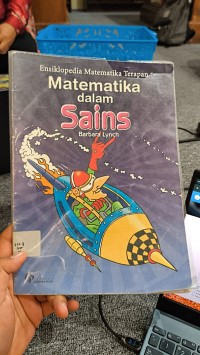 Ensiklopedia Matematika Terapan
Matematika
dalam
Sains
Barbara Lynch